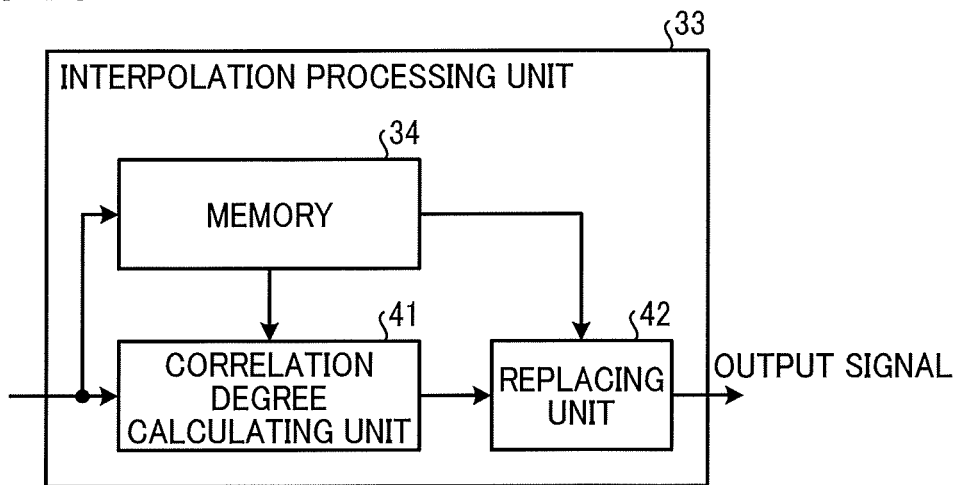 33
INTERPOLATION PROCESSING UNIT
34
MEMORY
41
CORRELATION
DEGREE
CALCULATING UNIT
42
REPLACING
UNIT
OUTPUT SIGNAL